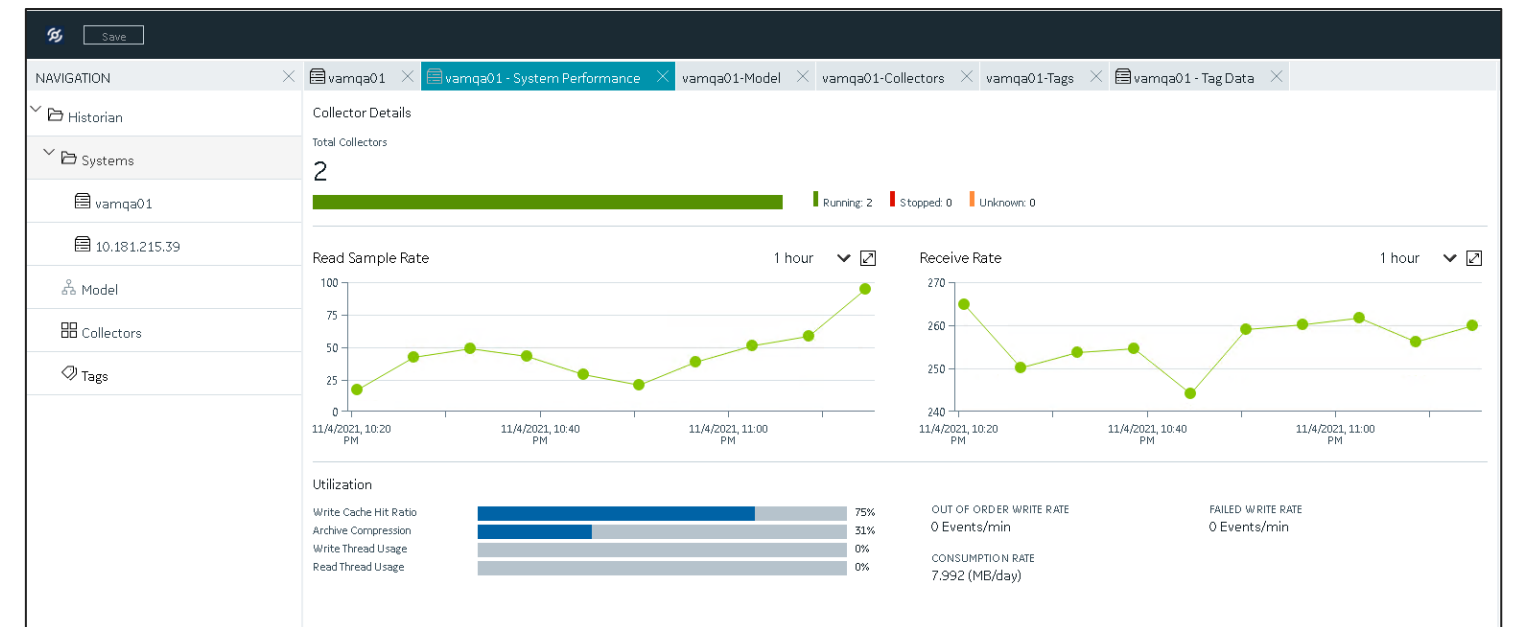 Save
NAVIGATION
vamqa01
vamqa01 - System Performance
vamqa01-Model
vamqa01-Collectors
vamqa01-Tags
vamqa01 - Tag Data
Historian
Systems
vamqa01
10.181.215.39
Model
Collectors
Tags
Collector Details
Total Collectors
2
Running: 2 Stopped: 0 Unknown: 0
Read Sample Rate
1 hour
100
75
50
25
0
11/4/2021, 10:20
PM
11/4/2021, 10:40
PM
11/4/2021, 11:00
PM
Receive Rate
1 hour
270
260
250
240
11/4/2021, 10:20
PM
11/4/2021, 10:40
PM
11/4/2021, 11:00
PM
Utilization
Write Cache Hit Ratio 75%
Archive Compression 31%
Write Thread Usage 0%
Read Thread Usage 0%
OUT OF ORDER WRITE RATE
0 Events/min
FAILED WRITE RATE
0 Events/min
CONSUMPTION RATE
7.992 (MB/day)